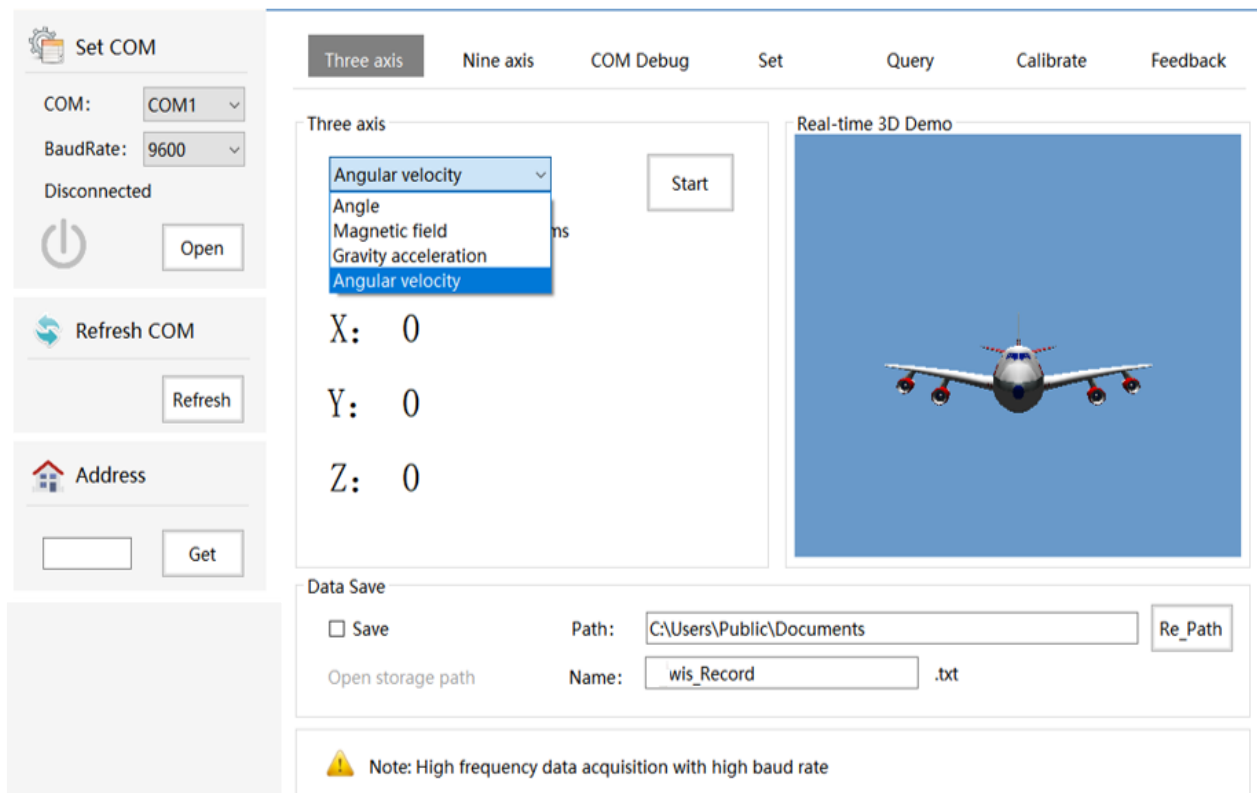 Set COM
COM: COM1
BaudRate: 9600
Disconnected
Open
Refresh COM
Refresh
Address
Get
Three axis Nine axis COM Debug Set Query Calibrate Feedback
Three axis
Angular velocity
Start
Angle
Magnetic field
ms
Gravity acceleration
Angular velocity
X: 0
Y: 0
Z: 0
Real-time 3D Demo
Data Save
Save Path: C:\Users\Public\Documents Re_Path
Open storage path Name: wis_Record .txt
Note: High frequency data acquisition with high baud rate